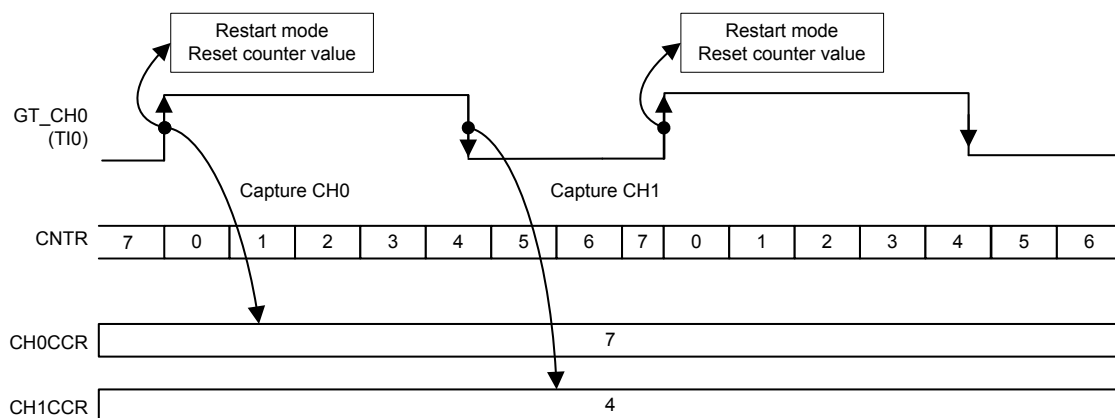 Restart mode
Reset counter value
Restart mode
Reset counter value
GT_CH0
(TI0)
Capture CH0
Capture CH1
CNTR 7 0 1 2 3 4 5 6 7 0 1 2 3 4 5 6
CH0CCR 7
CH1CCR 4